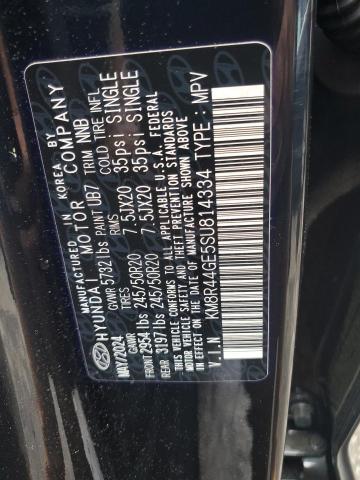 MANUFACTURED IN KOREA BY
HYUNDAI MOTOR COMPANY
MAY/2024 GVWR 5732 lbs PAINT UB7 TRIM NNB
GAWR TIRES RIMS COLD TIRE INFL
FRONT 2954 lbs 245/50R20 7.5JX20 35psi SINGLE
REAR 3197 lbs 245/50R20 7.5JX20 35psi SINGLE
THIS VEHICLE CONFORMS TO ALL APPLICABLE U.S.A. FEDERAL
MOTOR VEHICLE SAFETY, BUMPER, AND THEFT PREVENTION
STANDARDS IN EFFECT ON THE DATE OF MANUFACTURE SHOWN ABOVE
V.I.N KM8R44GE5SU814334 TYPE: MPV